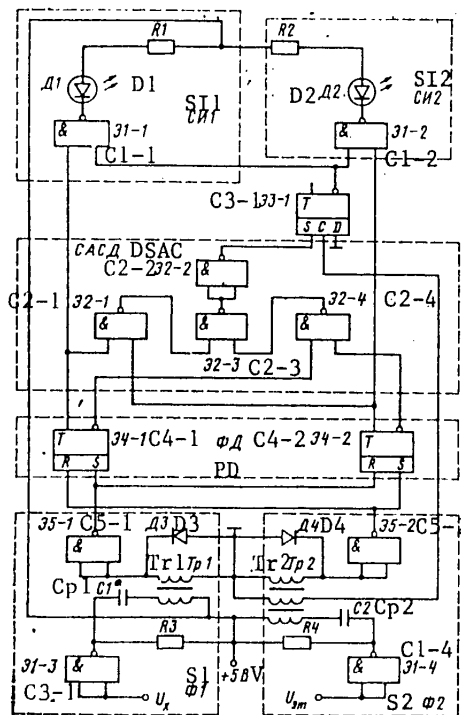 R1
R2
Д1
D1
SI1
СИ1
D2
Д2
SI2
СИ2
&
Э1-1
C1-1
&
Э1-2
C1-2
C3-1
Э3-1
T
S C D
САСД
DSAC
C2-2
Э2-2
&
C2-1
Э2-1
&
&
Э2-3
C2-3
Э2-4
&
C2-4
T
R S
Э4-1
C4-1
ФД
PD
C4-2
Э4-2
T
R S
Э5-1
C5-1
&
Д3
D3
Tr1
Тр1
Д4
D4
Tr2
Тр2
Э5-2
C5-
&
Cp1
C1*
C2
Cp2
R3
R4
Э1-3
&
C3-1
Uх
S1
Ф1
+5 В
V
Uэт
C1-4
Э1-4
&
S2
Ф2